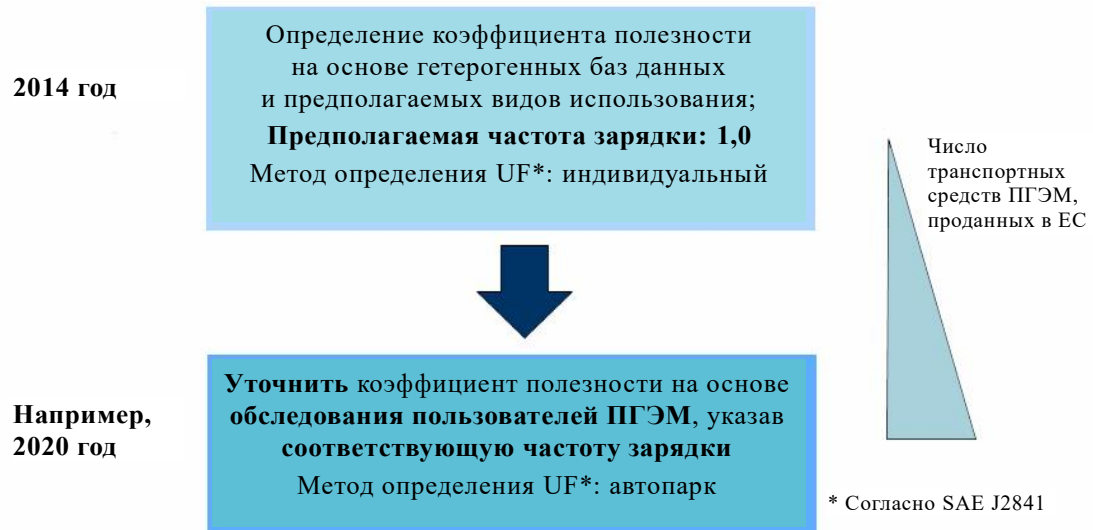 2014 год
Определение коэффициента полезности
на основе гетерогенных баз данных
и предполагаемых видов использования;
Предполагаемая частота зарядки: 1,0
Метод определения UF*: индивидуальный
Число
транспортных
средств ПГЭМ,
проданных в ЕС
Например,
2020 год
Уточнить коэффициент полезности на основе
обследования пользователей ПГЭМ, указав
соответствующую частоту зарядки
Метод определения UF*: автопарк
* Согласно SAE J2841